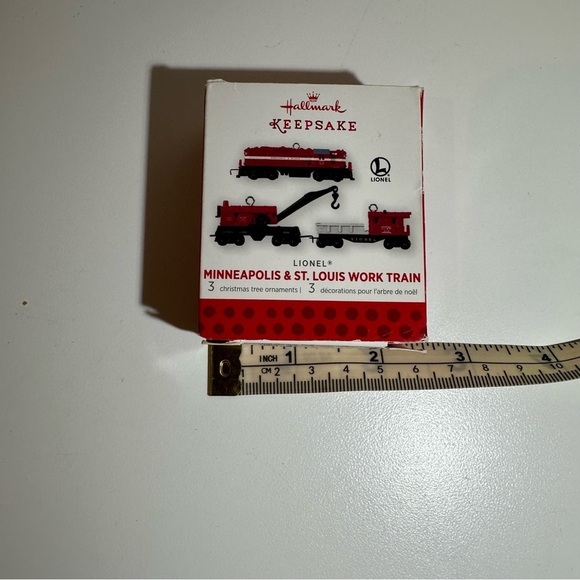 Hallmark
KEEPSAKE
LIONEL
LIONEL
LIONEL®
MINNEAPOLIS & ST. LOUIS WORK TRAIN
3 christmas tree ornaments | 3 décorations pour l'arbre de noël
INCH 1 2 3 4
CM 2 3 4 5 6 7 8 9 10